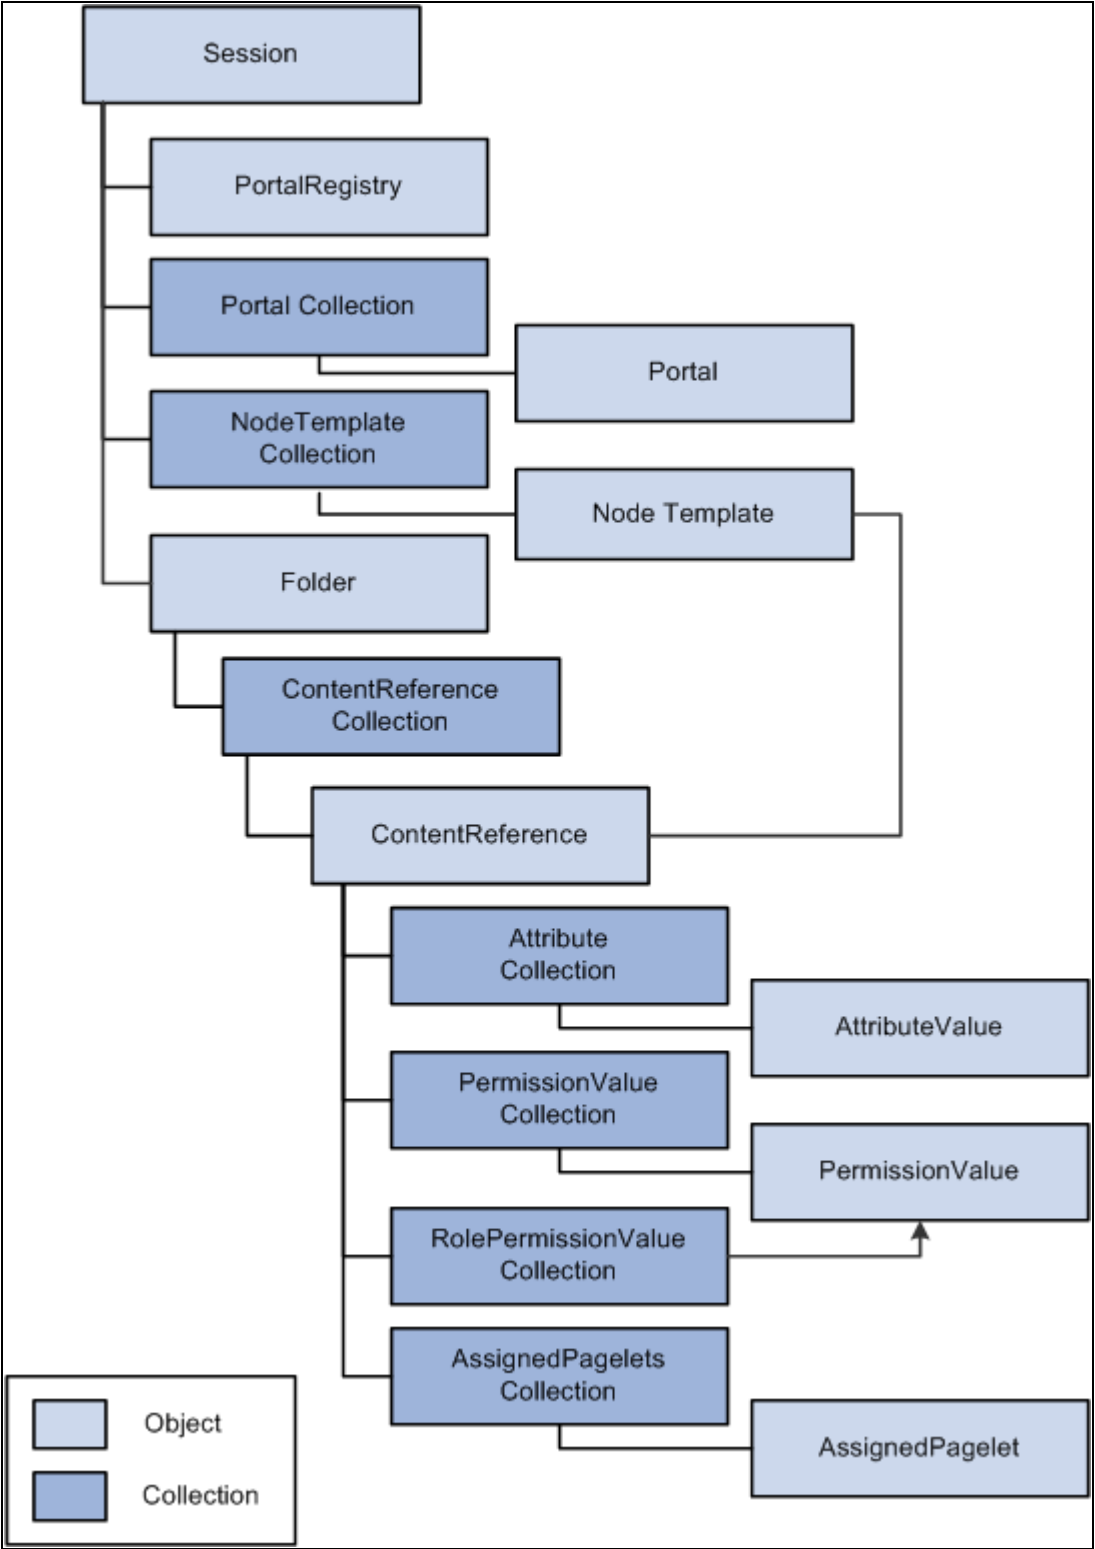 Session
PortalRegistry
Portal Collection
Portal
NodeTemplate
Collection
Node Template
Folder
ContentReference
Collection
ContentReference
Attribute
Collection
AttributeValue
PermissionValue
Collection
PermissionValue
RolePermissionValue
Collection
AssignedPagelets
Collection
AssignedPagelet
Object
Collection